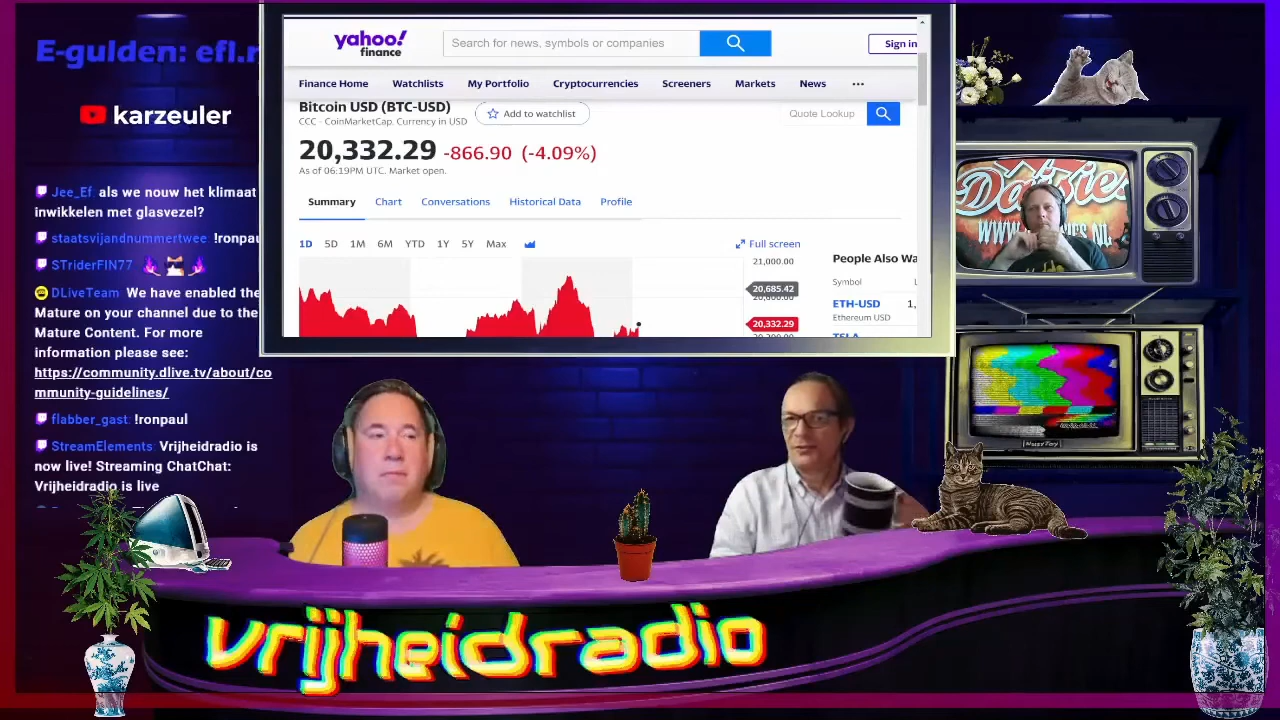 E-gulden: efl.n
karzeuler
Jee_Ef: als we nouw het klimaat
inwikkelen met glasvezel?
staatsvijandnummertwee: !ronpau
STriderFIN77
DLiveTeam: We have enabled the
Mature on your channel due to the
Mature Content. For more
information please see:
https://community.dlive.tv/about/co
mmunity-guidelines/
flabber_gast: !ronpaul
StreamElements: Vrijheidradio is
now live! Streaming ChatChat:
Vrijheidradio is live
yahoo!
finance
Search for news, symbols or companies
Sign in
Finance Home Watchlists My Portfolio Cryptocurrencies Screeners Markets News ...
Bitcoin USD (BTC-USD)
Add to watchlist
Quote Lookup
CCC - CoinMarketCap. Currency in USD
20,332.29 -866.90 (-4.09%)
As of 06:19PM UTC. Market open.
Summary Chart Conversations Historical Data Profile
1D 5D 1M 6M YTD 1Y 5Y Max
Full screen
21,000.00
20,685.42
20,332.29
People Also Wa
Symbol L
ETH-USD 1,
Ethereum USD
TSLA
WWW. .NL
vrijheidradio